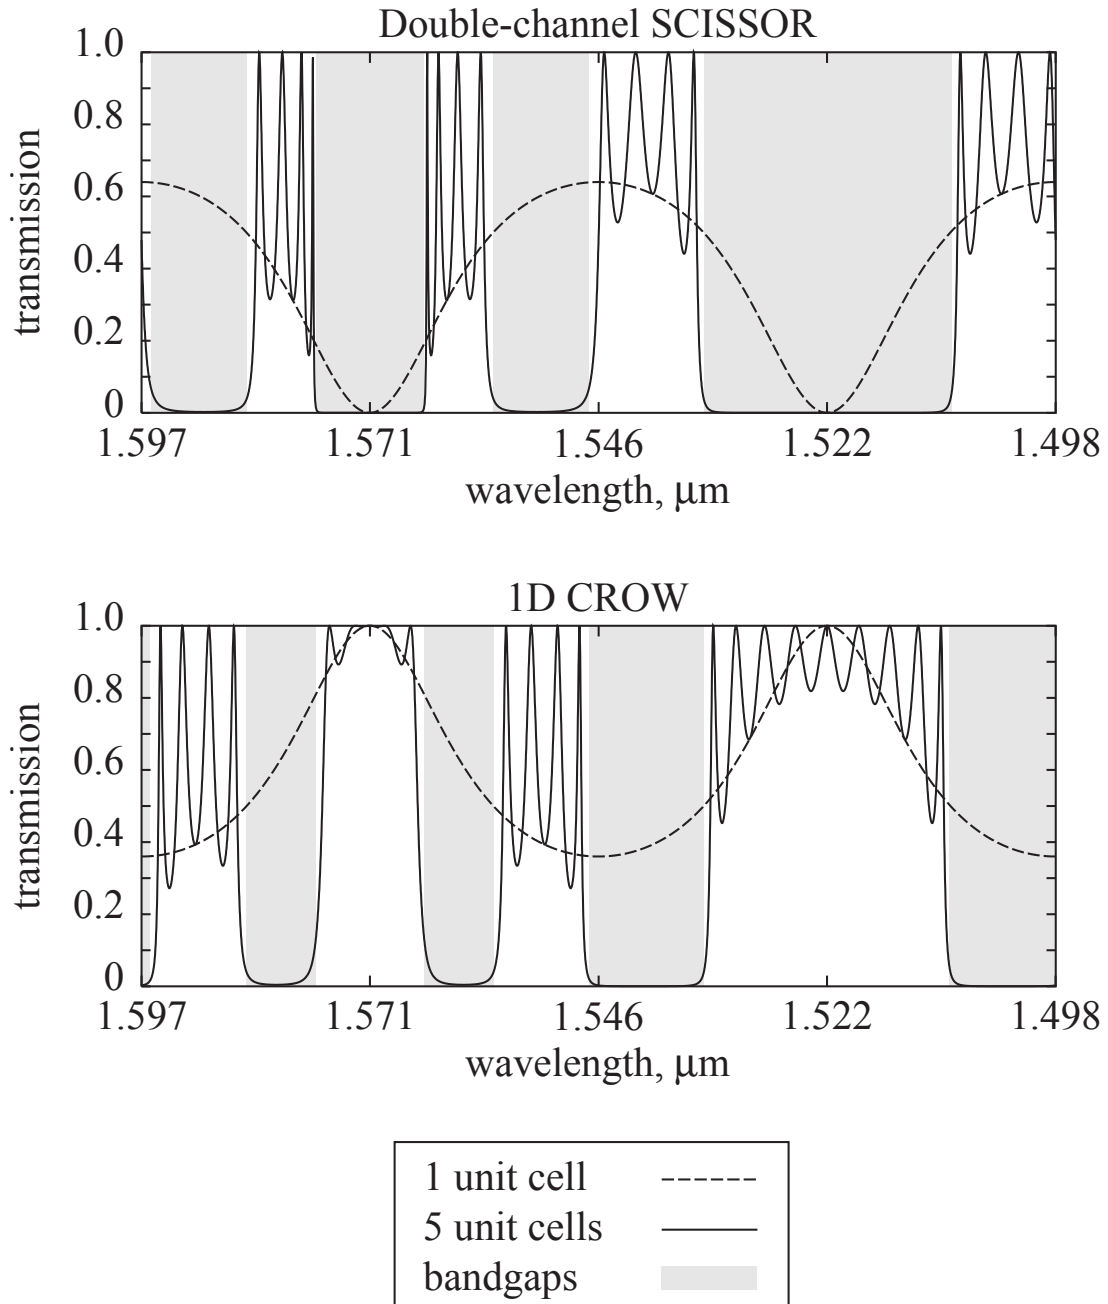 Double-channel SCISSOR
1.0
0.8
0.6
0.4
0.2
0
transmission
1.597 1.571 1.546 1.522 1.498
wavelength, μm
1D CROW
1.0
0.8
0.6
0.4
0.2
0
transmission
1.597 1.571 1.546 1.522 1.498
wavelength, μm
1 unit cell
5 unit cells
bandgaps